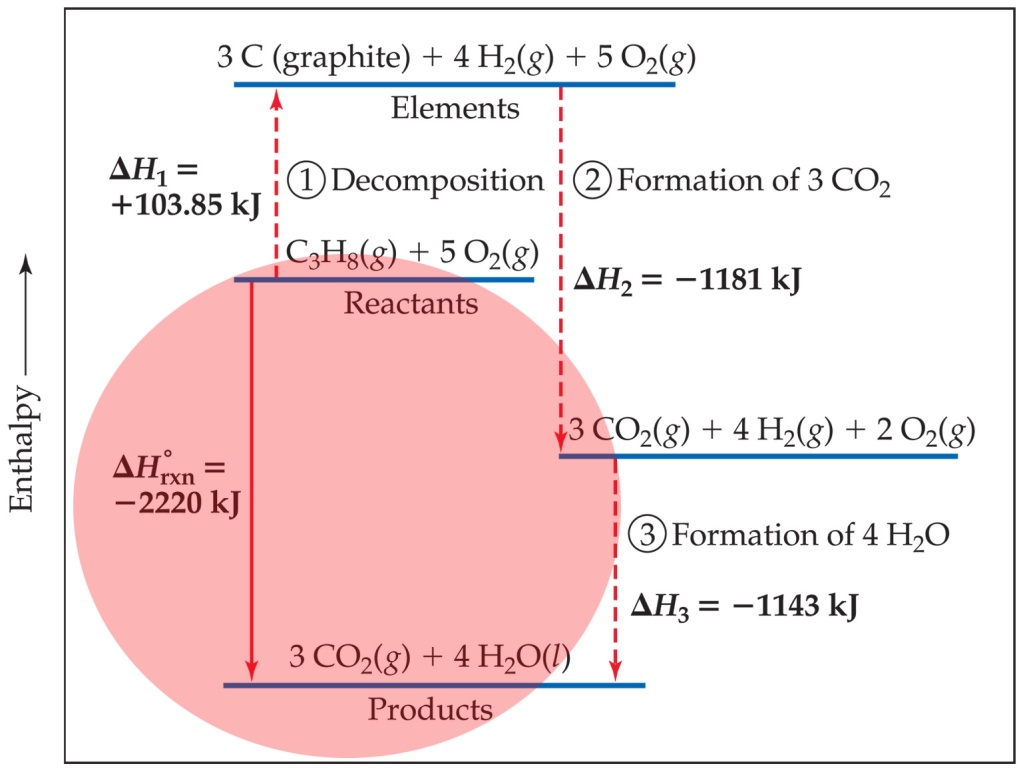 3 C (graphite) + 4 H₂(g) + 5 O₂(g)
Elements
ΔH₁ =
+103.85 kJ
① Decomposition
② Formation of 3 CO₂
C₃H₈(g) + 5 O₂(g)
Reactants
ΔH₂ = −1181 kJ
Enthalpy
3 CO₂(g) + 4 H₂(g) + 2 O₂(g)
ΔH°rxn =
−2220 kJ
③ Formation of 4 H₂O
ΔH₃ = −1143 kJ
3 CO₂(g) + 4 H₂O(l)
Products